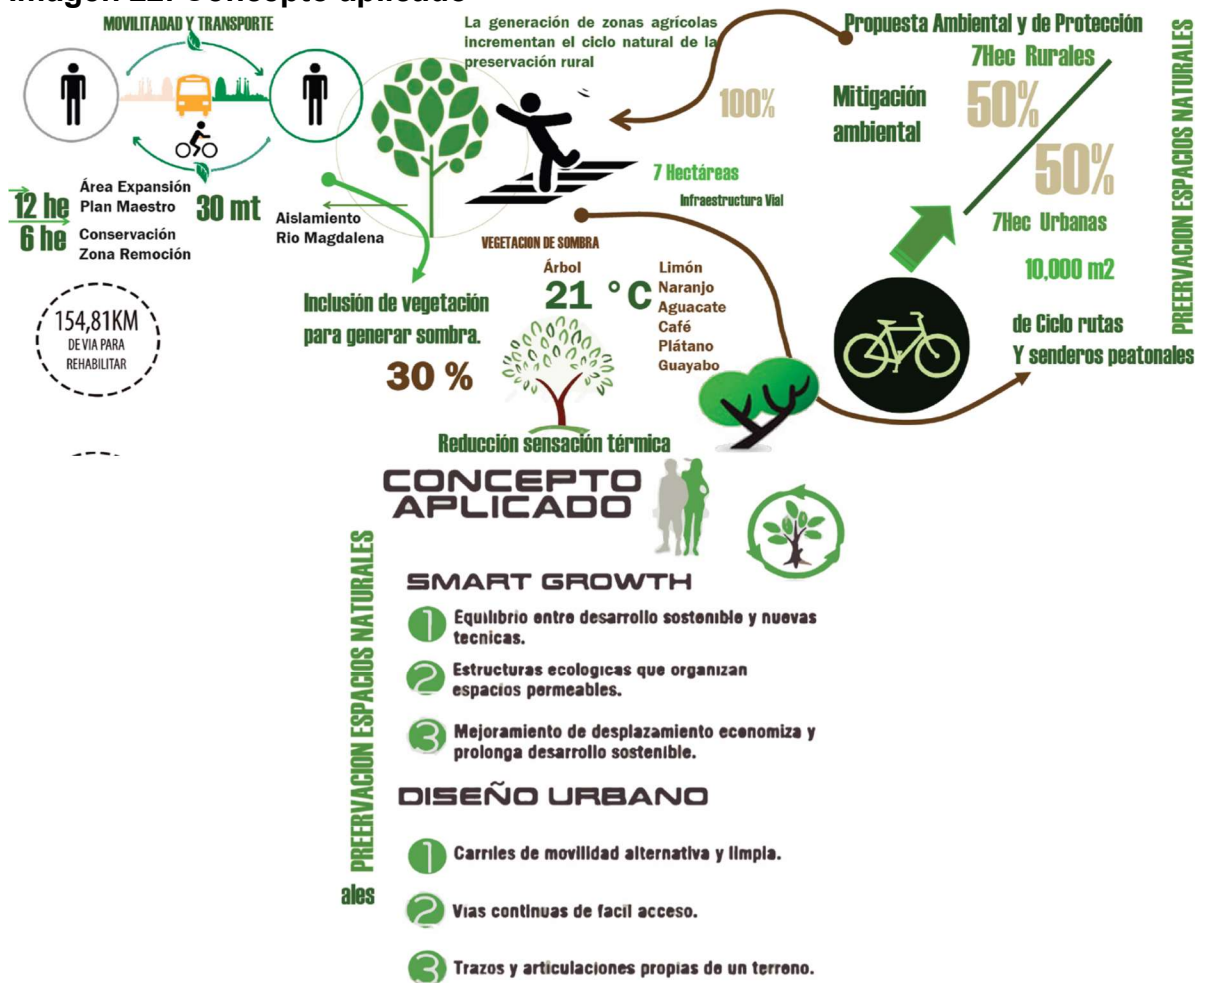 Imagen 22. Concepto aplicado
MOVILITADAD Y TRANSPORTE
La generación de zonas agrícolas
incrementan el ciclo natural de la
preservación rural
Propuesta Ambiental y de Protección
7Hec Rurales
100%
Mitigación
ambiental
50%
50%
7Hec Urbanas
10,000 m2
de Ciclo rutas
Y senderos peatonales
PREERVACION ESPACIOS NATURALES
12 he
Área Expansión
Plan Maestro
6 he
Conservación
Zona Remoción
30 mt
Aislamiento
Rio Magdalena
7 Hectáreas
Infraestructura Vial
VEGETACION DE SOMBRA
Árbol
21 °C
Limón
Naranjo
Aguacate
Café
Plátano
Guayabo
154,81KM
DE VIA PARA
REHABILITAR
Inclusión de vegetación
para generar sombra.
30 %
Reducción sensación térmica
CONCEPTO
APLICADO
PREERVACION ESPACIOS NATURALES
ales
SMART GROWTH
1 Equilibrio entre desarrollo sostenible y nuevas
tecnicas.
2 Estructuras ecologicas que organizan
espacios permeables.
3 Mejoramiento de desplazamiento economiza y
prolonga desarrollo sostenible.
DISEÑO URBANO
1 Carriles de movilidad alternativa y limpia.
2 Vias continuas de facil acceso.
3 Trazos y articulaciones propias de un terreno.